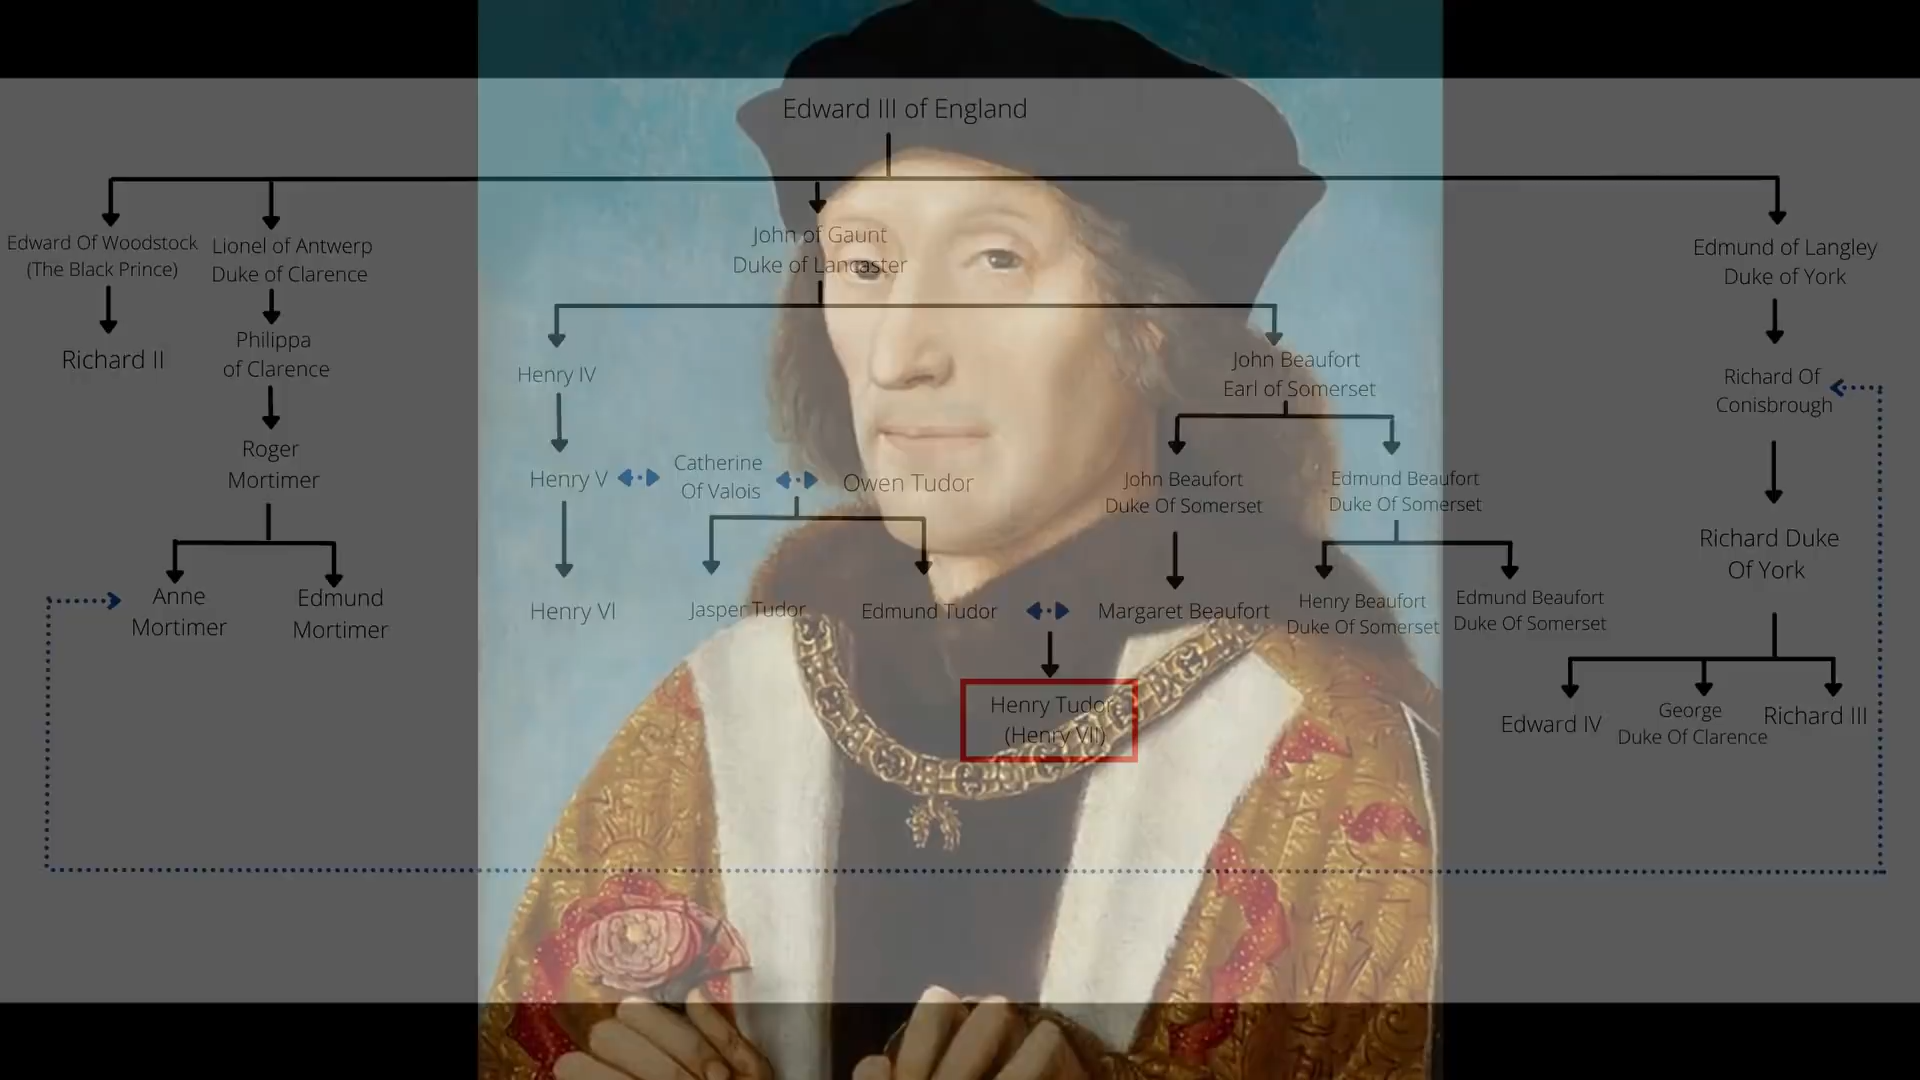 Edward III of England
Edward Of Woodstock
(The Black Prince)
Lionel of Antwerp
Duke of Clarence
John of Gaunt
Duke of Lancaster
Edmund of Langley
Duke of York
Richard II
Philippa
of Clarence
Henry IV
John Beaufort
Earl of Somerset
Richard Of
Conisbrough
Roger
Mortimer
Henry V
Catherine
Of Valois
Owen Tudor
John Beaufort
Duke Of Somerset
Edmund Beaufort
Duke Of Somerset
Richard Duke
Of York
Anne
Mortimer
Edmund
Mortimer
Henry VI
Jasper Tudor
Edmund Tudor
Margaret Beaufort
Henry Beaufort
Duke Of Somerset
Edmund Beaufort
Duke Of Somerset
Henry Tudor
(Henry VII)
Edward IV
George
Duke Of Clarence
Richard III